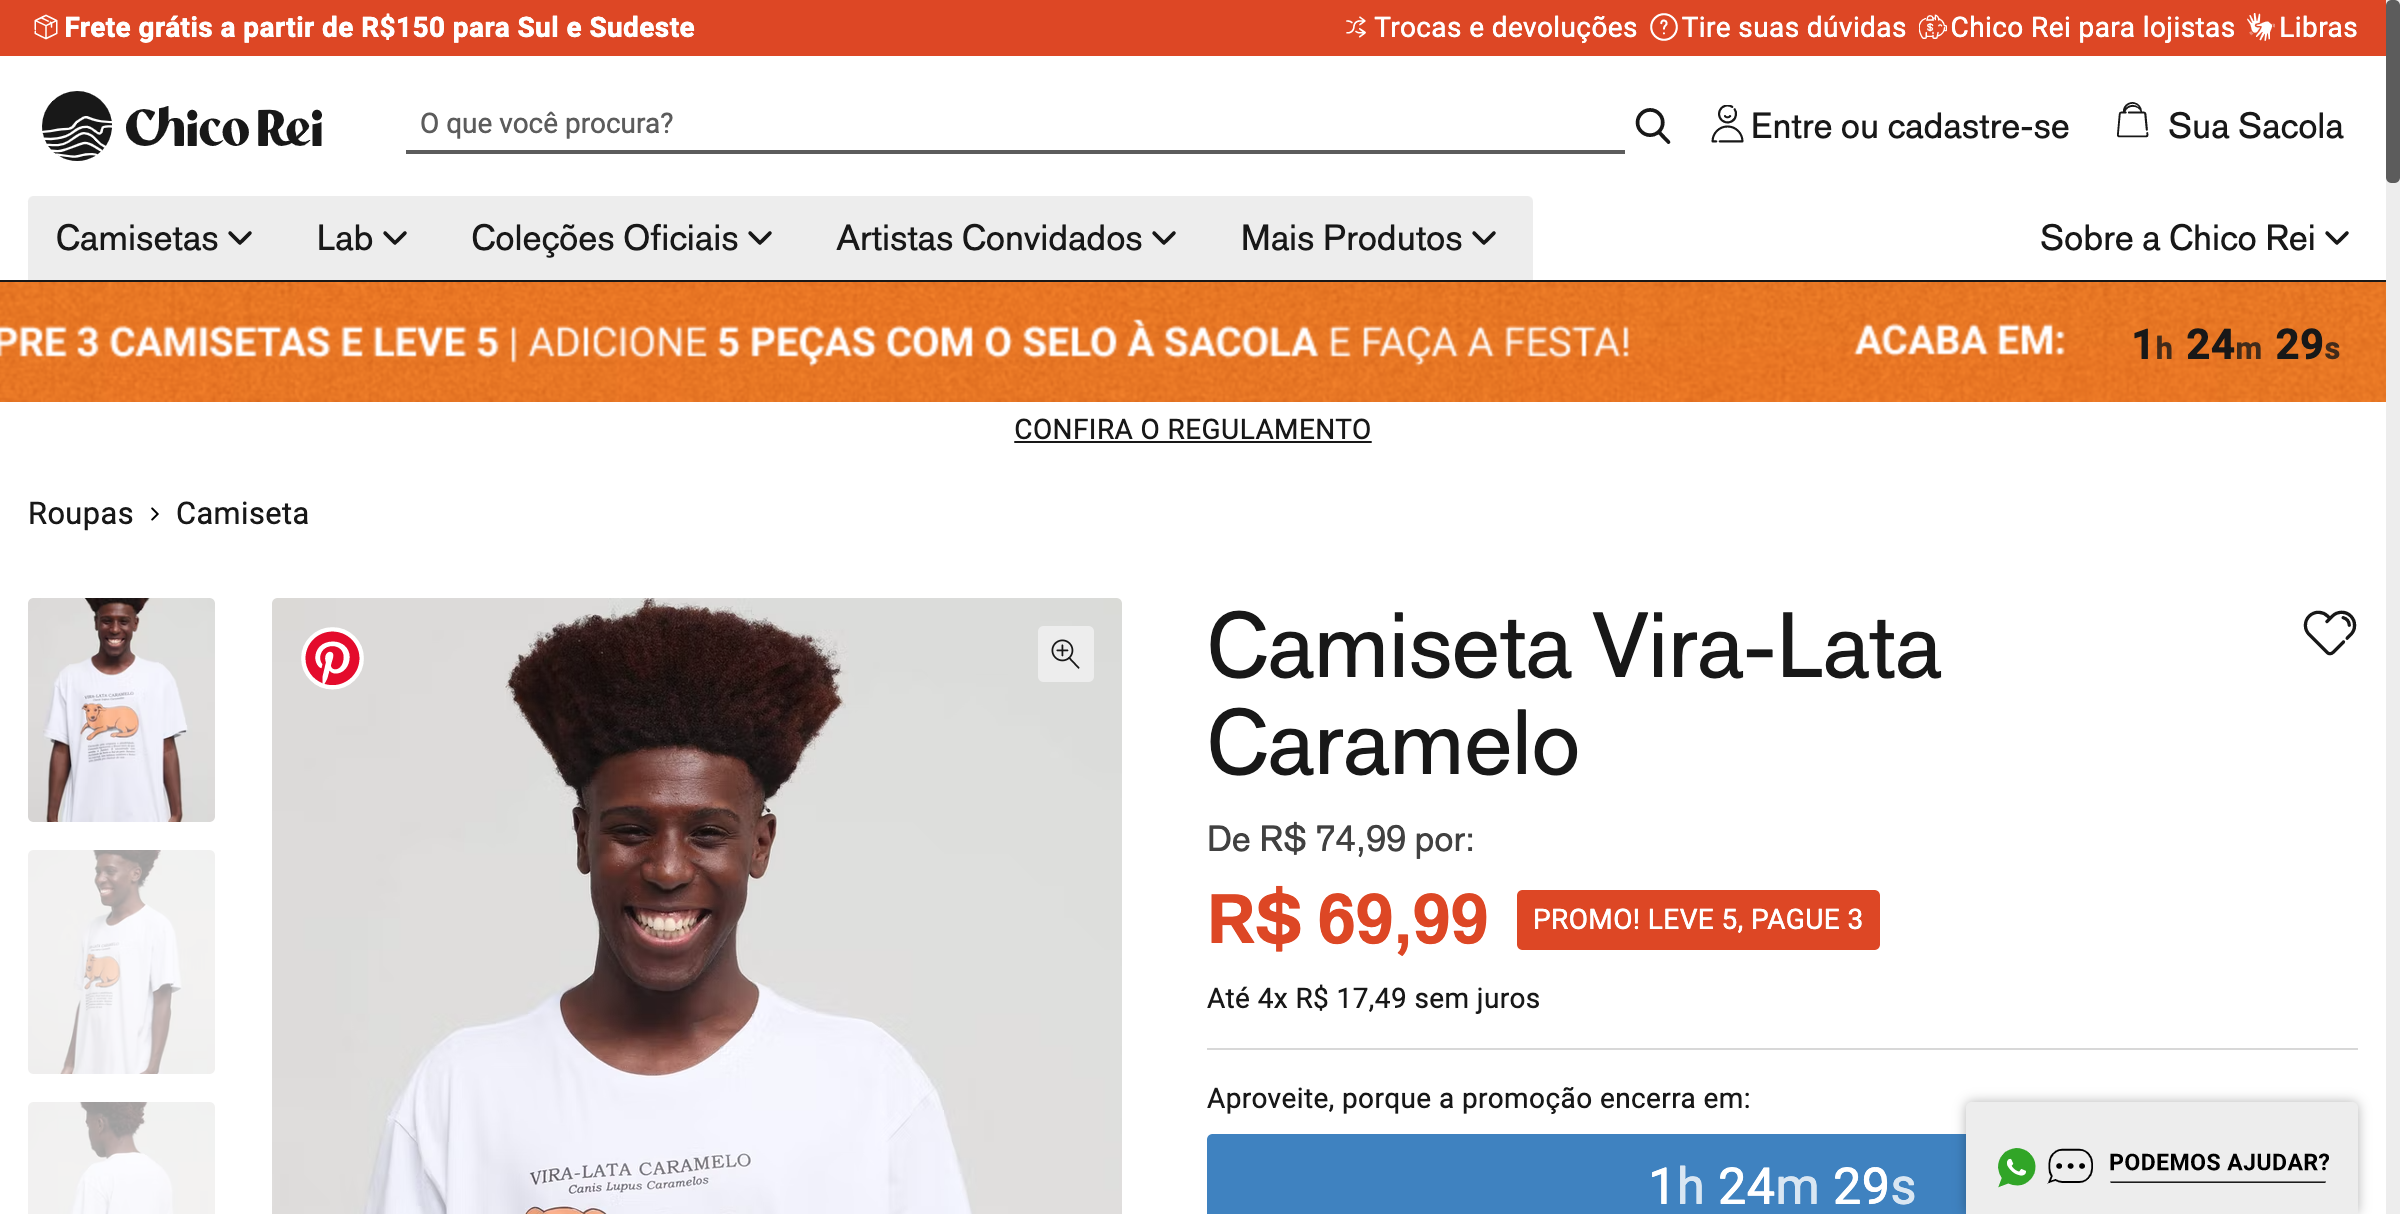 Frete grátis a partir de R$150 para Sul e Sudeste
Trocas e devoluções
Tire suas dúvidas
Chico Rei para lojistas
Libras
Chico Rei
O que você procura?
Entre ou cadastre-se
Sua Sacola
Camisetas
Lab
Coleções Oficiais
Artistas Convidados
Mais Produtos
Sobre a Chico Rei
PRE 3 CAMISETAS E LEVE 5 | ADICIONE 5 PEÇAS COM O SELO À SACOLA E FAÇA A FESTA!
ACABA EM:
1h 24m 29s
CONFIRA O REGULAMENTO
Roupas › Camiseta
VIRA-LATA CARAMELO
VIRA-LATA CARAMELO
Canis Lupus Caramelos
Camiseta Vira-Lata
Caramelo
De R$ 74,99 por:
R$ 69,99
PROMO! LEVE 5, PAGUE 3
Até 4x R$ 17,49 sem juros
Aproveite, porque a promoção encerra em:
1h 24m 29s
PODEMOS AJUDAR?